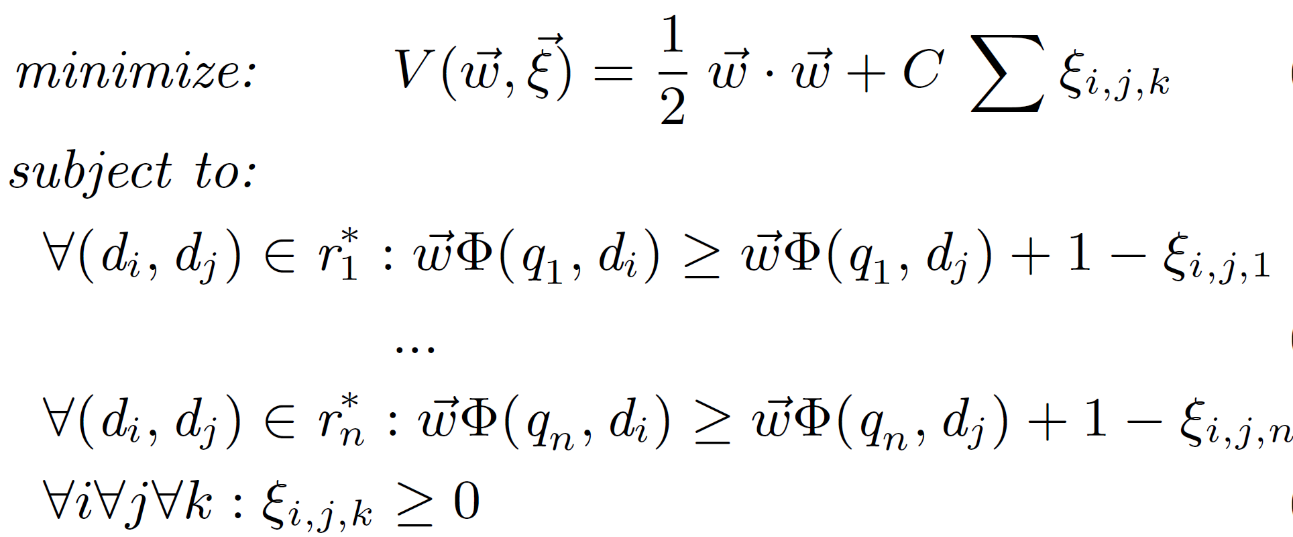 minimize: V(w⃗, ξ⃗) = 1/2 w⃗ · w⃗ + C ∑ ξ_{i,j,k}
subject to:
∀(d_i, d_j) ∈ r_1^* : w⃗Φ(q_1, d_i) ≥ w⃗Φ(q_1, d_j) + 1 − ξ_{i,j,1}
...
∀(d_i, d_j) ∈ r_n^* : w⃗Φ(q_n, d_i) ≥ w⃗Φ(q_n, d_j) + 1 − ξ_{i,j,n}
∀i∀j∀k : ξ_{i,j,k} ≥ 0